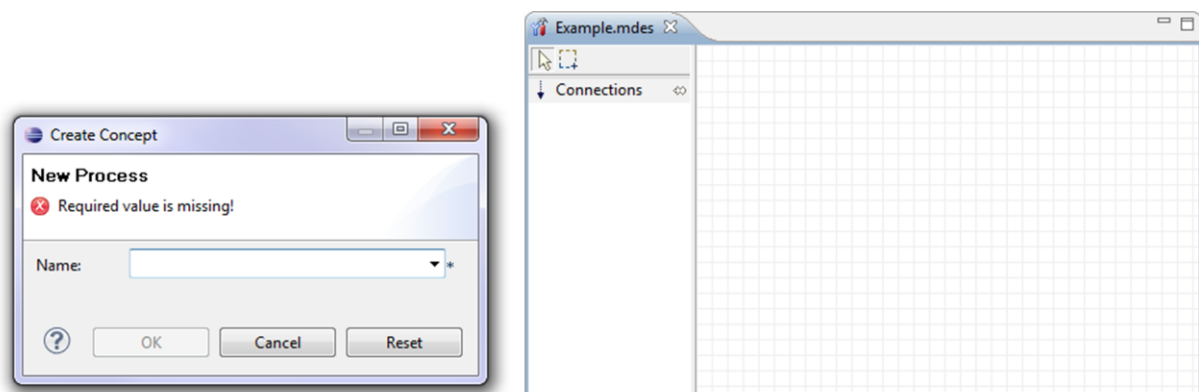 Create Concept
New Process
Required value is missing!
Name:
*
OK
Cancel
Reset
Example.mdes
Connections